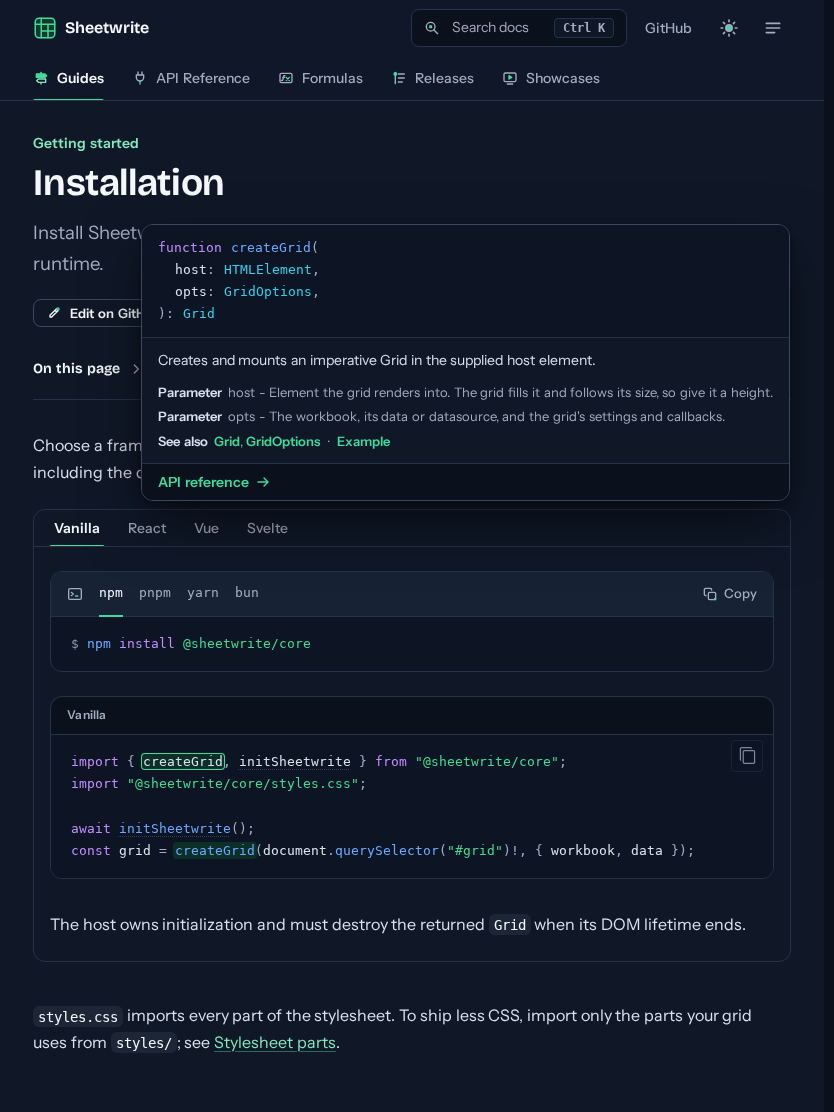 Sheetwrite
Search docs
Ctrl K
GitHub
Guides
API Reference
Formulas
Releases
Showcases
Getting started
Installation
Install
runtime.
Edit on
On this page
function createGrid(
host: HTMLElement,
opts: GridOptions,
): Grid
Creates and mounts an imperative Grid in the supplied host element.
Parameter host - Element the grid renders into. The grid fills it and follows its size, so give it a height.
Parameter opts - The workbook, its data or datasource, and the grid's settings and callbacks.
See also Grid, GridOptions · Example
API reference →
Choose a
including the
Vanilla
React
Vue
Svelte
npm
pnpm
yarn
bun
Copy
$ npm install @sheetwrite/core
Vanilla
import { createGrid, initSheetwrite } from "@sheetwrite/core";
import "@sheetwrite/core/styles.css";
await initSheetwrite();
const grid = createGrid(document.querySelector("#grid")!, { workbook, data });
The host owns initialization and must destroy the returned Grid when its DOM lifetime ends.
styles.css imports every part of the stylesheet. To ship less CSS, import only the parts your grid
uses from styles/; see Stylesheet parts.